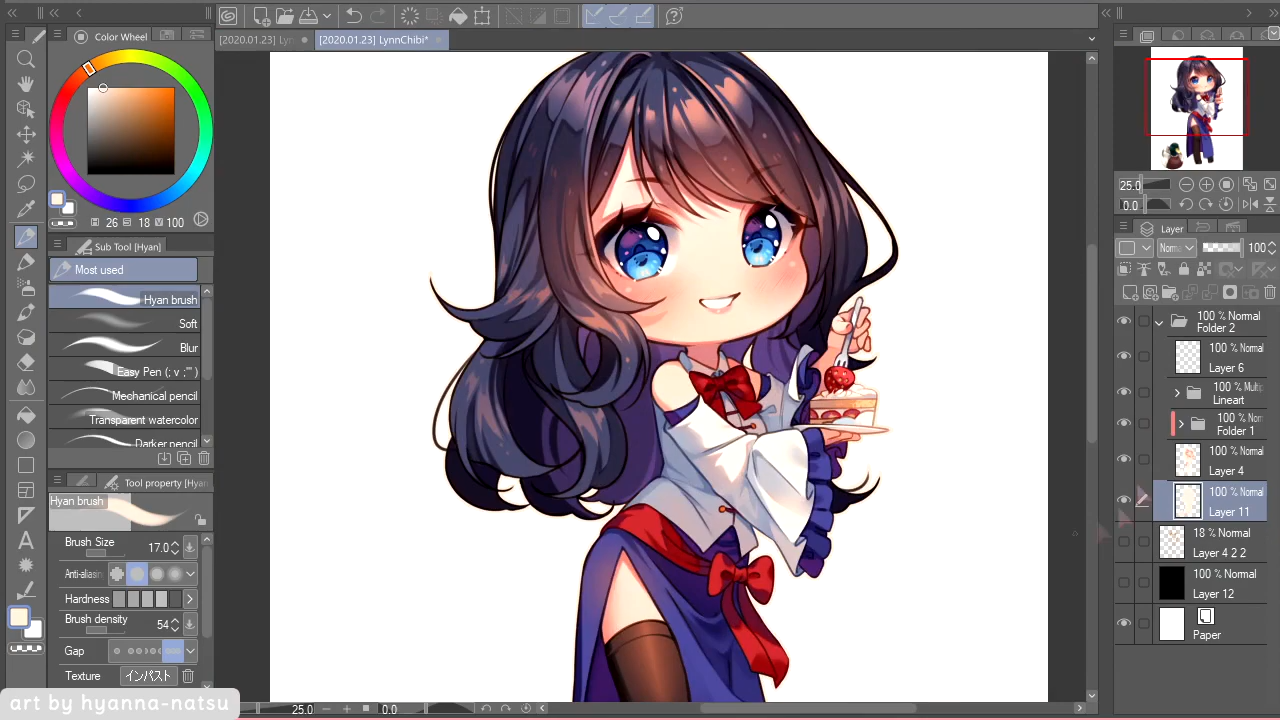 [2020.01.23] Lyn
[2020.01.23] LynnChibi*
Color Wheel
26 18 V 100
Sub Tool [Hyan]
Most used
Hyan brush
Soft
Blur
Easy Pen (; v ;''' )
Mechanical pencil
Transparent watercolor
Darker pencil
Tool property [Hyan
Hyan brush
Brush Size 17.0
Anti-aliasin
Hardness
Brush density 54
Gap
Texture インパスト
art by hyanna-natsu
25.0 0.0
25.0
0.0
Layer
Norma 100
100 % Normal
Folder 2
100 % Normal
Layer 6
100 % Multip
Lineart
100 % Norm
Folder 1
100 % Normal
Layer 4
100 % Normal
Layer 11
18 % Normal
Layer 4 2 2
100 % Normal
Layer 12
Paper